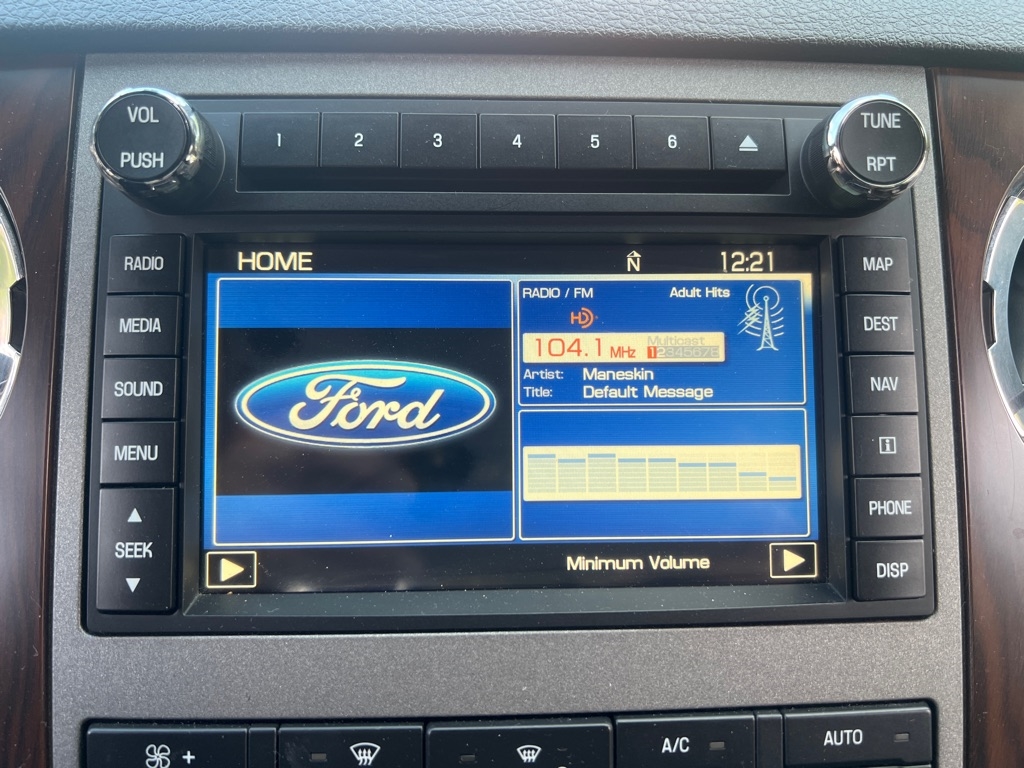 VOL
PUSH
1 2 3 4 5 6
TUNE
RPT
RADIO
MEDIA
SOUND
MENU
SEEK
HOME N 12:21
Ford
RADIO / FM Adult Hits
HD
104.1 MHz
Multicast
12345678
Artist: Maneskin
Title: Default Message
Minimum Volume
MAP
DEST
NAV
i
PHONE
DISP
+
A/C
AUTO